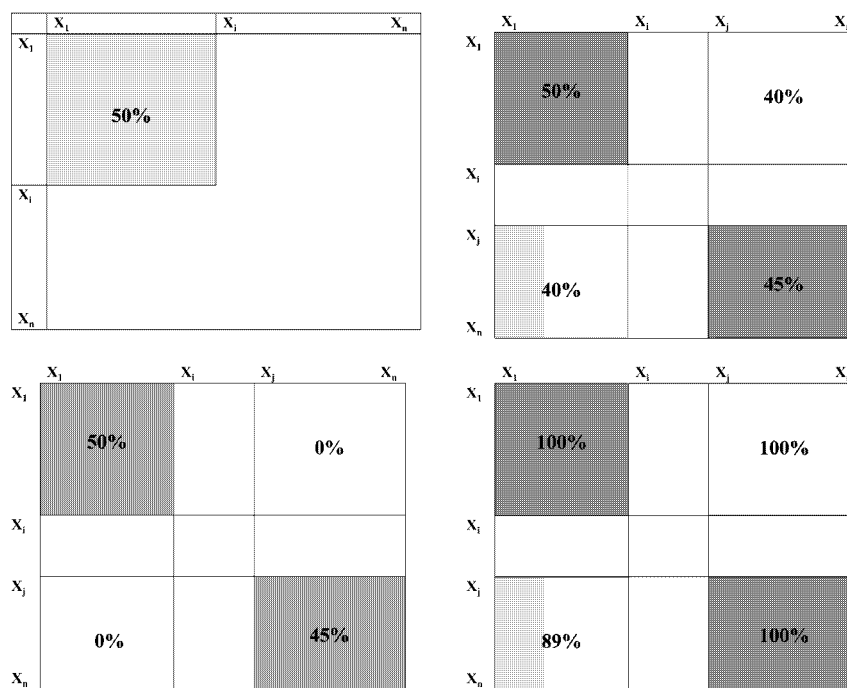 X₁ Xᵢ Xₙ
X₁
50%
Xᵢ
Xₙ
X₁ Xᵢ Xⱼ
X₁
50% 40%
Xᵢ
Xⱼ
40% 45%
Xₙ
X₁ Xᵢ Xⱼ Xₙ
X₁
50% 0%
Xᵢ
Xⱼ
0% 45%
Xₙ
X₁ Xᵢ Xⱼ
X₁
100% 100%
Xᵢ
Xⱼ
89% 100%
Xₙ